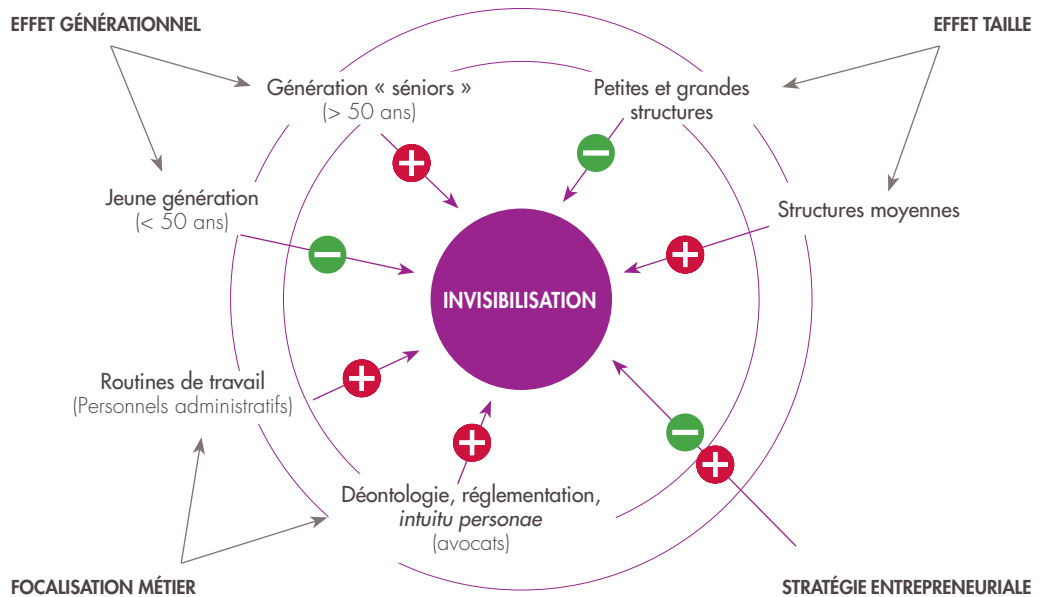 EFFET GÉNÉRATIONNEL
EFFET TAILLE
Génération « séniors »
(> 50 ans)
Petites et grandes
structures
Jeune génération
(< 50 ans)
Structures moyennes
INVISIBILISATION
Routines de travail
(Personnels administratifs)
Déontologie, réglementation,
intuitu personae
(avocats)
FOCALISATION MÉTIER
STRATÉGIE ENTREPRENEURIALE